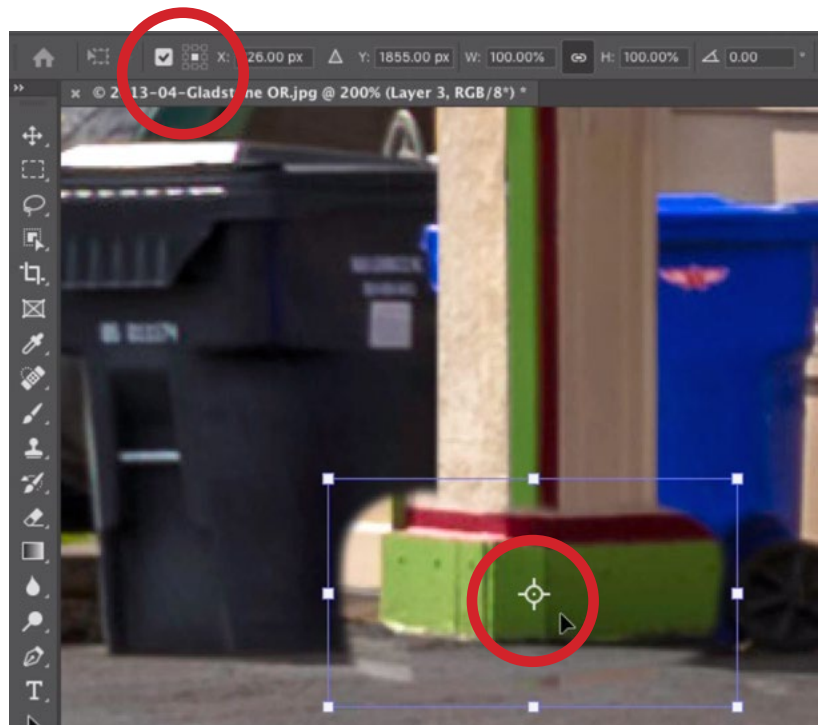 X: 26.00 px Y: 1855.00 px W: 100.00% H: 100.00% 0.00 °
» × © 2 13-04-Gladst ne OR.jpg @ 200% (Layer 3, RGB/8*) *
T